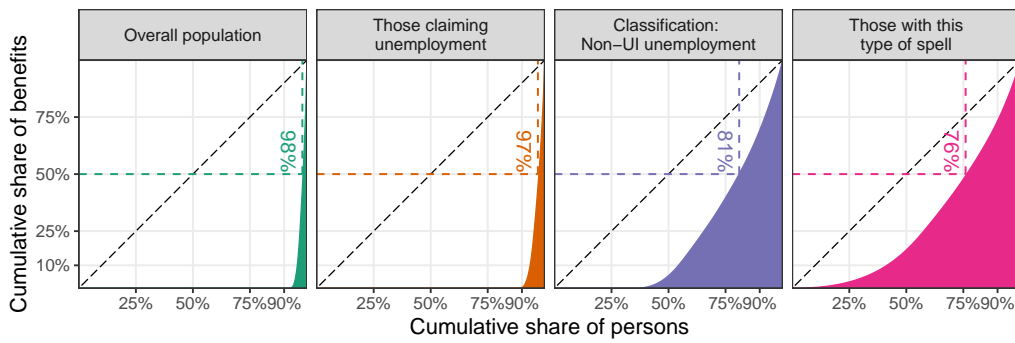 Overall population
Those claiming
unemployment
Classification:
Non−UI unemployment
Those with this
type of spell
Cumulative share of benefits
75%
50%
25%
10%
98%
97%
81%
76%
25% 50% 75%90% 25% 50% 75%90% 25% 50% 75%90% 25% 50% 75%90%
Cumulative share of persons